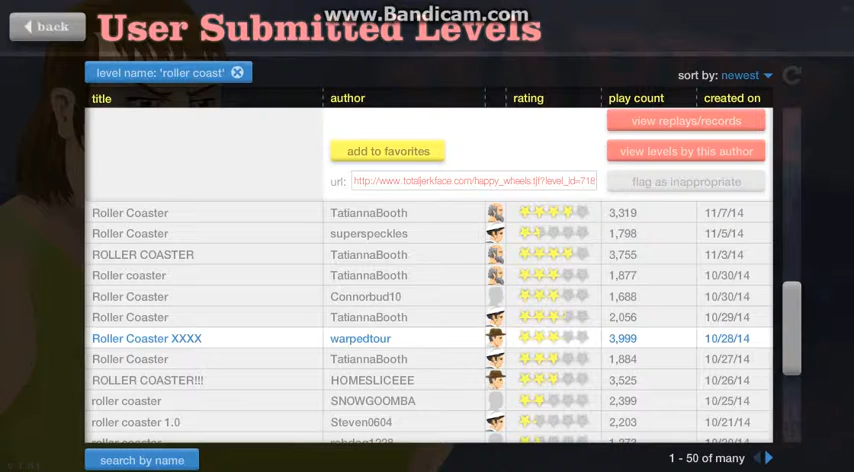 www.Bandicam.com
back
User Submitted Levels
level name: 'roller coast'
sort by: newest
title author rating play count created on
view replays/records
add to favorites view levels by this author
url: http://www.totaljerkface.com/happy_wheels.tjf?level_id=718 flag as inappropriate
Roller Coaster TatiannaBooth 3,319 11/7/14
Roller Coaster superspeckles 1,798 11/5/14
ROLLER COASTER TatiannaBooth 3,755 11/3/14
Roller coaster TatiannaBooth 1,877 10/30/14
Roller Coaster Connorbud10 1,688 10/30/14
Roller Coaster TatiannaBooth 2,056 10/29/14
Roller Coaster XXXX warpedtour 3,999 10/28/14
Roller Coaster TatiannaBooth 1,884 10/27/14
ROLLER COASTER!!! HOMESLICEEE 3,525 10/26/14
roller coaster SNOWGOOMBA 2,399 10/25/14
roller coaster 1.0 Steven0604 2,203 10/21/14
roller coaster
search by name 1 - 50 of many